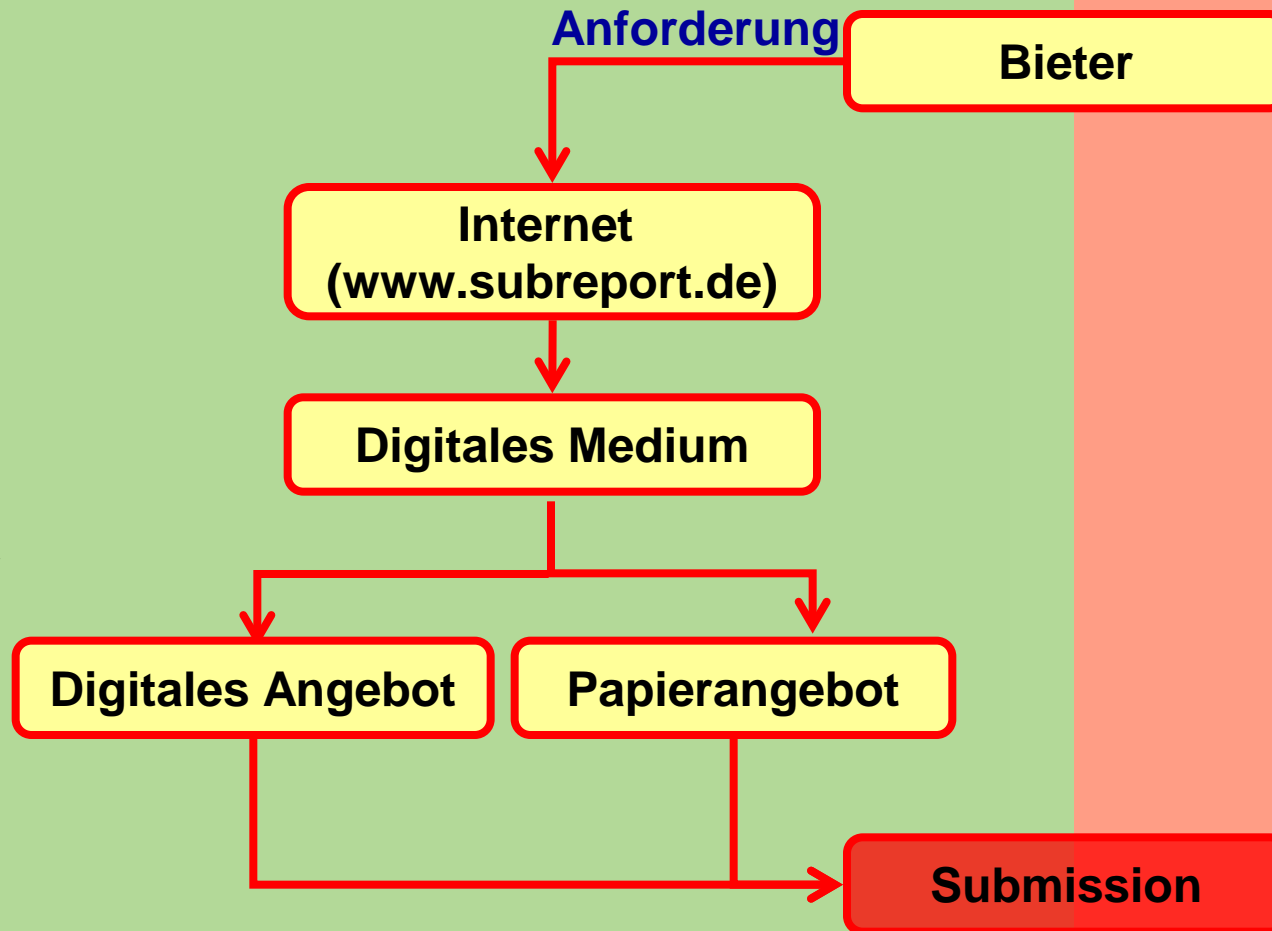 Anforderung
Bieter
Internet
(www.subreport.de)
Digitales Medium
Digitales Angebot
Papierangebot
Submission